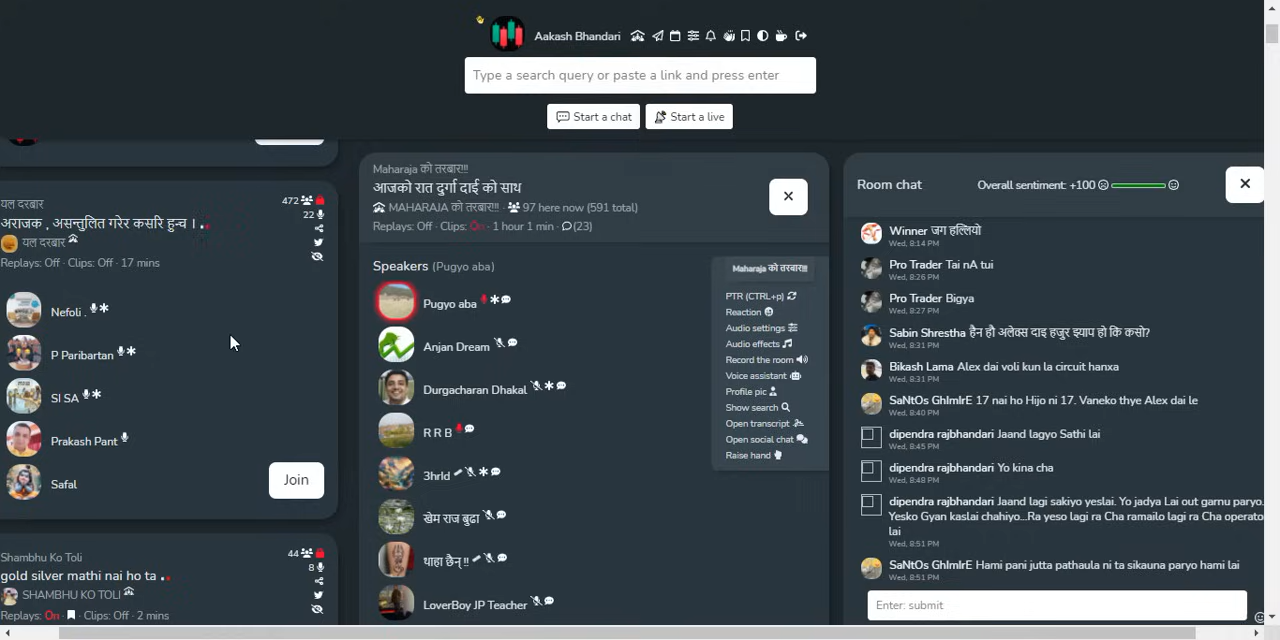 Aakash Bhandari
Type a search query or paste a link and press enter
Start a chat
Start a live
यल दरबार
अराजक , असन्तुलित गरेर कसरि हुन्च ।
यल दरबार
Replays: Off · Clips: Off · 17 mins
472
22
Nefoli .
P Paribartan
SI SA
Prakash Pant
Safal
Join
Shambhu Ko Toli
gold silver mathi nai ho ta
SHAMBHU KO TOLI
Replays: On · Clips: Off · 2 mins
44
8
Maharaja को तरबार!!!
आजको रात दुर्गा दाई को साथ
MAHARAJA को तरबार!!! · 97 here now (591 total)
Replays: Off · Clips: On · 1 hour 1 min · (23)
Speakers (Pugyo aba)
Pugyo aba
Anjan Dream
Durgacharan Dhakal
R R B
3hrld
खेम राज बुढा
थाहा छैन् !!
LoverBoy JP Teacher
Maharaja को तरबार!!!
PTR (CTRL+p)
Reaction
Audio settings
Audio effects
Record the room
Voice assistant
Profile pic
Show search
Open transcript
Open social chat
Raise hand
Room chat
Overall sentiment: +100
Winner जग हल्लियो
Wed, 8:14 PM
Pro Trader Tai nA tui
Wed, 8:26 PM
Pro Trader Bigya
Wed, 8:27 PM
Sabin Shrestha हैन हौ अलेक्स दाइ हजुर झ्याप हो कि कसो?
Wed, 8:31 PM
Bikash Lama Alex dai voli kun la circuit hanxa
Wed, 8:31 PM
SaNtOs GhImIrE 17 nai ho Hijo ni 17. Vaneko thye Alex dai le
Wed, 8:40 PM
dipendra rajbhandari Jaand lagyo Sathi lai
Wed, 8:45 PM
dipendra rajbhandari Yo kina cha
Wed, 8:48 PM
dipendra rajbhandari Jaand lagi sakiyo yeslai. Yo jadya Lai out garnu paryo.
Yesko Gyan kaslai chahiyo...Ra yeso lagi ra Cha ramailo lagi ra Cha operato
lai
Wed, 8:51 PM
SaNtOs GhImIrE Hami pani jutta pathaula ni ta sikauna paryo hami lai
Wed, 8:51 PM
Enter: submit